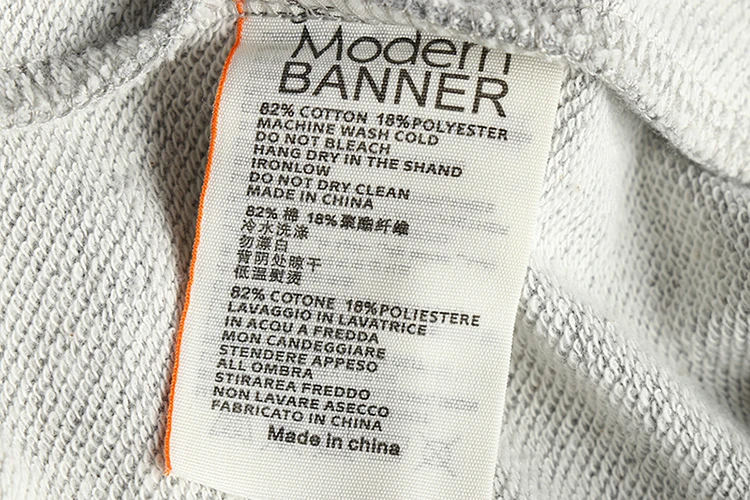 Modern
BANNER
82% COTTON 18%POLYESTER
MACHINE WASH COLD
DO NOT BLEACH
HANG DRY IN THE SHAND
IRONLOW
DO NOT DRY CLEAN
MADE IN CHINA
82% 棉 18%聚酯纤维
冷水洗涤
勿漂白
背阴处晾干
低温熨烫
82% COTONE 18%POLIESTERE
LAVAGGIO IN LAVATRICE
IN ACQU A FREDDA
MON CANDEGGIARE
STENDERE APPESO
ALL OMBRA
STIRAREA FREDDO
NON LAVARE ASECCO
FABRICATO IN CHINA
Made in china